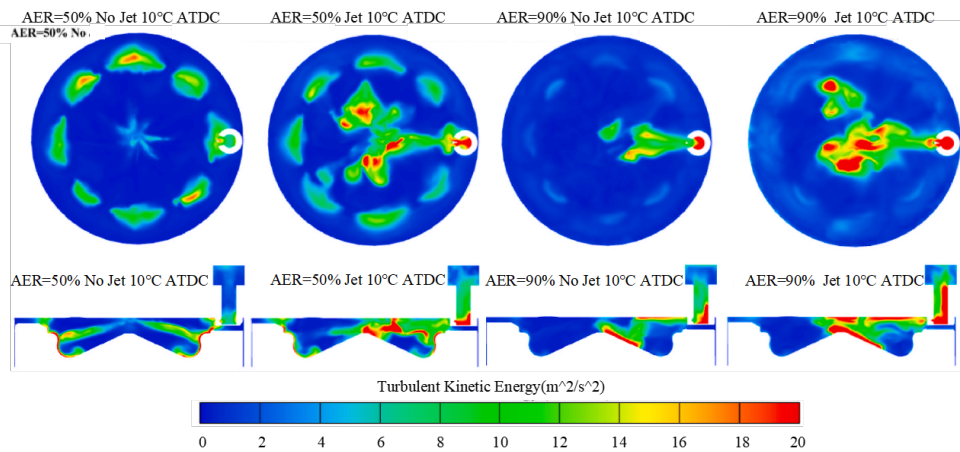 AER=50% No Jet 10°C ATDC AER=50% Jet 10°C ATDC AER=90% No Jet 10°C ATDC AER=90% Jet 10°C ATDC
AER=50% No
AER=50% No Jet 10°C ATDC AER=50% Jet 10°C ATDC AER=90% No Jet 10°C ATDC AER=90% Jet 10°C ATDC
Turbulent Kinetic Energy(m^2/s^2)
0 2 4 6 8 10 12 14 16 18 20